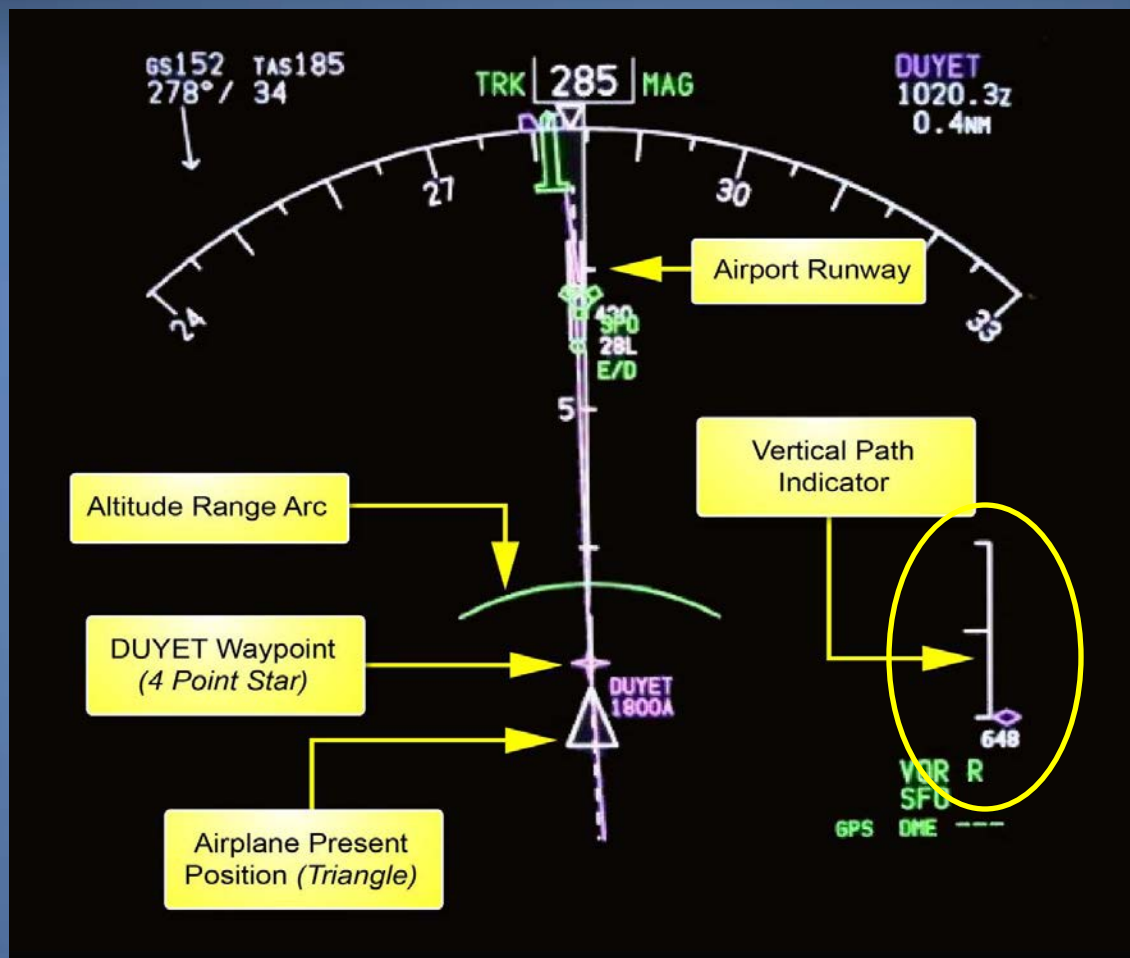 GS152 TAS185
278°/ 34
TRK 285 MAG
DUYET
1020.3z
0.4NM
24
27
30
33
Airport Runway
430
SFO
28L
E/D
5
Vertical Path
Indicator
Altitude Range Arc
DUYET Waypoint
(4 Point Star)
DUYET
1800A
648
VOR R
SFO
GPS DME ---
Airplane Present
Position (Triangle)